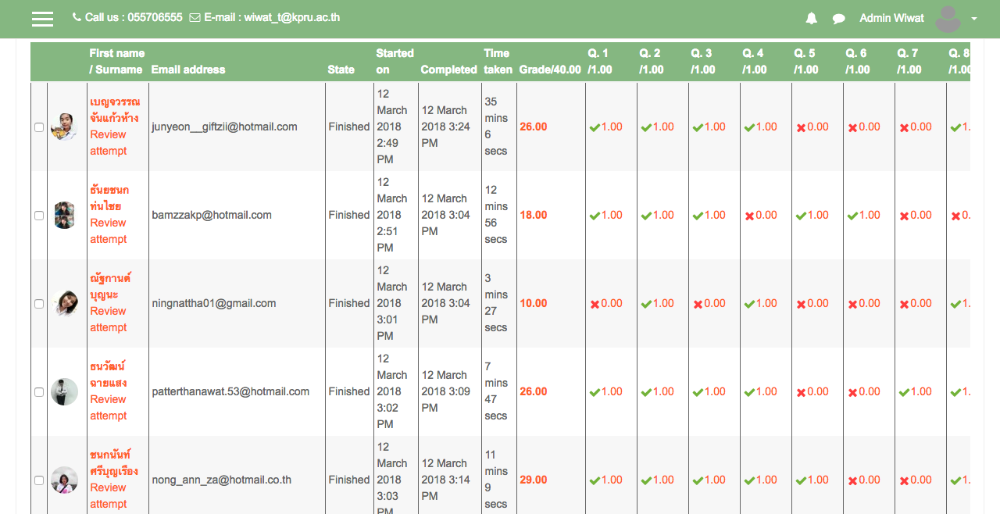 Call us : 055706555 E-mail : wiwat_t@kpru.ac.th Admin Wiwat
First name / Surname Email address State Started on Completed Time taken Grade/40.00 Q. 1 /1.00 Q. 2 /1.00 Q. 3 /1.00 Q. 4 /1.00 Q. 5 /1.00 Q. 6 /1.00 Q. 7 /1.00 Q. 8 /1.00
เบญจวรรณ จันแก้วห้าง Review attempt junyeon__giftzii@hotmail.com Finished 12 March 2018 2:49 PM 12 March 2018 3:24 PM 35 mins 6 secs 26.00 1.00 1.00 1.00 1.00 0.00 0.00 0.00 1.
ธันยชนก ท่นไชย Review attempt bamzzakp@hotmail.com Finished 12 March 2018 2:51 PM 12 March 2018 3:04 PM 12 mins 56 secs 18.00 1.00 1.00 1.00 0.00 1.00 1.00 0.00 0.
ณัฐกานต์ บุญนะ Review attempt ningnattha01@gmail.com Finished 12 March 2018 3:01 PM 12 March 2018 3:04 PM 3 mins 27 secs 10.00 0.00 1.00 0.00 1.00 0.00 0.00 0.00 1.
ธนวัฒน์ ฉายแสง Review attempt patterthanawat.53@hotmail.com Finished 12 March 2018 3:02 PM 12 March 2018 3:09 PM 7 mins 47 secs 26.00 1.00 1.00 1.00 1.00 0.00 0.00 1.00 1.
ชนกนันท์ ศรีบุญเรือง Review attempt nong_ann_za@hotmail.co.th Finished 12 March 2018 3:03 PM 12 March 2018 3:14 PM 11 mins 9 secs 29.00 1.00 1.00 1.00 1.00 1.00 0.00 0.00 1.